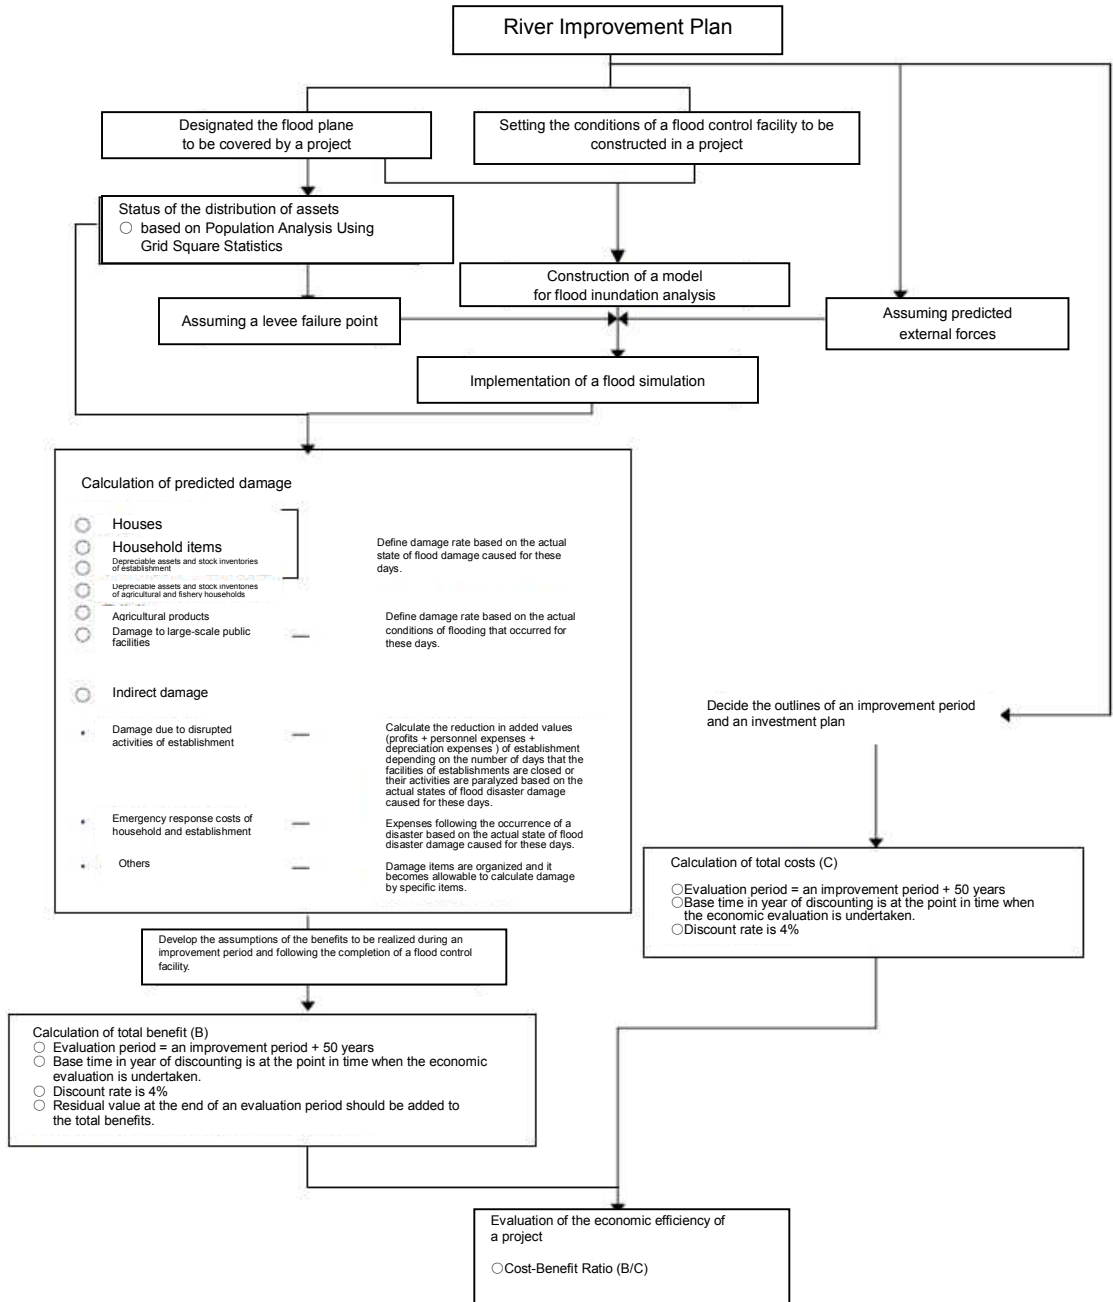 River Improvement Plan
Designated the flood plane
to be covered by a project
Setting the conditions of a flood control facility to be
constructed in a project
Status of the distribution of assets
○ based on Population Analysis Using
Grid Square Statistics
Construction of a model
for flood inundation analysis
Assuming a levee failure point
Assuming predicted
external forces
Implementation of a flood simulation
Calculation of predicted damage
○ Houses
○ Household items
○ Depreciable assets and stock inventories
of establishment
○ Depreciable assets and stock inventories
of agricultural and fishery households
○ Agricultural products
○ Damage to large-scale public
facilities
Define damage rate based on the actual
state of flood damage caused for these
days.
Define damage rate based on the actual
conditions of flooding that occurred for
these days.
○ Indirect damage
・ Damage due to disrupted
activities of establishment
Calculate the reduction in added values
(profits + personnel expenses +
depreciation expenses ) of establishment
depending on the number of days that the
facilities of establishments are closed or
their activities are paralyzed based on the
actual states of flood disaster damage
caused for these days.
・ Emergency response costs of
household and establishment
Expenses following the occurrence of a
disaster based on the actual state of flood
disaster damage caused for these days.
・ Others
Damage items are organized and it
becomes allowable to calculate damage
by specific items.
Decide the outlines of an improvement period
and an investment plan
Calculation of total costs (C)
○Evaluation period = an improvement period + 50 years
○Base time in year of discounting is at the point in time when
the economic evaluation is undertaken.
○Discount rate is 4%
Develop the assumptions of the benefits to be realized during an
improvement period and following the completion of a flood control
facility.
Calculation of total benefit (B)
○ Evaluation period = an improvement period + 50 years
○ Base time in year of discounting is at the point in time when the economic
evaluation is undertaken.
○ Discount rate is 4%
○ Residual value at the end of an evaluation period should be added to
the total benefits.
Evaluation of the economic efficiency of
a project
○Cost-Benefit Ratio (B/C)